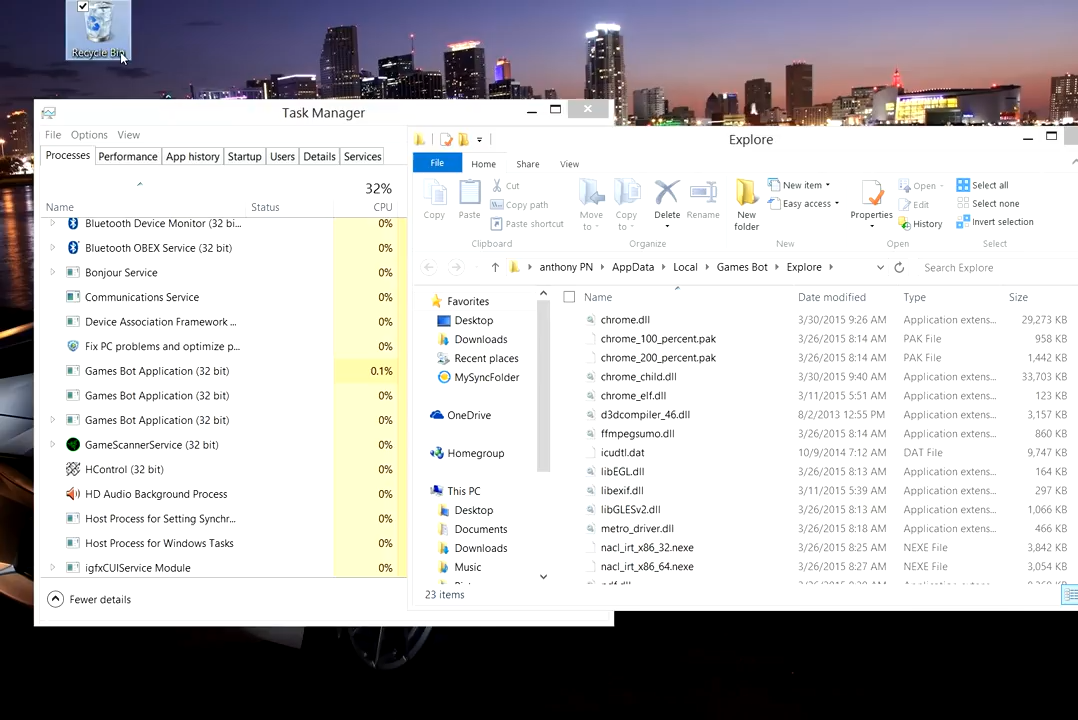 Recycle Bin
Task Manager
File Options View
Processes Performance App history Startup Users Details Services
32%
Name Status CPU
Bluetooth Device Monitor (32 bi... 0%
Bluetooth OBEX Service (32 bit) 0%
Bonjour Service 0%
Communications Service 0%
Device Association Framework ... 0%
Fix PC problems and optimize p... 0%
Games Bot Application (32 bit) 0.1%
Games Bot Application (32 bit) 0%
Games Bot Application (32 bit) 0%
GameScannerService (32 bit) 0%
HControl (32 bit) 0%
HD Audio Background Process 0%
Host Process for Setting Synchr... 0%
Host Process for Windows Tasks 0%
igfxCUIService Module 0%
Fewer details
Explore
File Home Share View
Copy
Paste
Cut
Copy path
Paste shortcut
Clipboard
Move to
Copy to
Delete
Rename
Organize
New folder
New item
Easy access
New
Properties
Open
Edit
History
Open
Select all
Select none
Invert selection
Select
anthony PN AppData Local Games Bot Explore
Search Explore
Favorites
Desktop
Downloads
Recent places
MySyncFolder
OneDrive
Homegroup
This PC
Desktop
Documents
Downloads
Music
Name Date modified Type Size
chrome.dll 3/30/2015 9:26 AM Application extens... 29,273 KB
chrome_100_percent.pak 3/26/2015 8:14 AM PAK File 958 KB
chrome_200_percent.pak 3/26/2015 8:14 AM PAK File 1,442 KB
chrome_child.dll 3/30/2015 9:40 AM Application extens... 33,703 KB
chrome_elf.dll 3/11/2015 5:51 AM Application extens... 123 KB
d3dcompiler_46.dll 8/2/2013 12:55 PM Application extens... 3,157 KB
ffmpegsumo.dll 3/26/2015 8:14 AM Application extens... 860 KB
icudtl.dat 10/9/2014 7:12 AM DAT File 9,747 KB
libEGL.dll 3/26/2015 8:13 AM Application extens... 164 KB
libexif.dll 3/11/2015 5:39 AM Application extens... 297 KB
libGLESv2.dll 3/26/2015 8:13 AM Application extens... 1,066 KB
metro_driver.dll 3/26/2015 8:18 AM Application extens... 466 KB
nacl_irt_x86_32.nexe 3/26/2015 8:25 AM NEXE File 3,842 KB
nacl_irt_x86_64.nexe 3/26/2015 8:27 AM NEXE File 3,054 KB
23 items